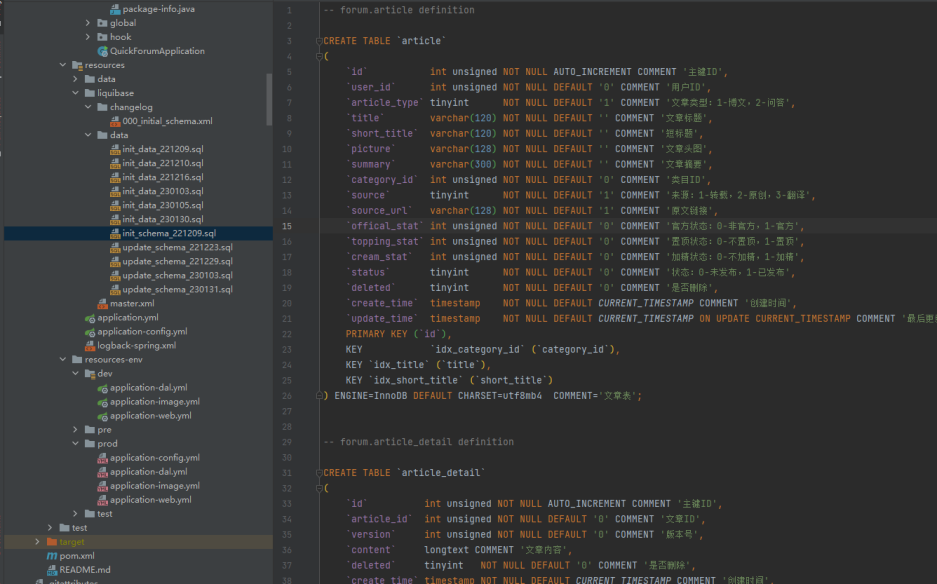 package-info.java
global
hook
QuickForumApplication
resources
data
liquibase
changelog
000_initial_schema.xml
data
init_data_221209.sql
init_data_221210.sql
init_data_221216.sql
init_data_230103.sql
init_data_230105.sql
init_data_230130.sql
init_schema_221209.sql
update_schema_221223.sql
update_schema_221229.sql
update_schema_230103.sql
update_schema_230131.sql
master.xml
application.yml
application-config.yml
logback-spring.xml
resources-env
dev
application-dal.yml
application-image.yml
application-web.yml
pre
prod
application-config.yml
application-dal.yml
application-image.yml
application-web.yml
test
test
target
pom.xml
README.md
.gitattributes
1 -- forum.article definition
2
3 CREATE TABLE `article`
4 (
5 `id` int unsigned NOT NULL AUTO_INCREMENT COMMENT '主键ID',
6 `user_id` int unsigned NOT NULL DEFAULT '0' COMMENT '用户ID',
7 `article_type` tinyint NOT NULL DEFAULT '1' COMMENT '文章类型：1-博文，2-问答',
8 `title` varchar(120) NOT NULL DEFAULT '' COMMENT '文章标题',
9 `short_title` varchar(120) NOT NULL DEFAULT '' COMMENT '短标题',
10 `picture` varchar(128) NOT NULL DEFAULT '' COMMENT '文章头图',
11 `summary` varchar(300) NOT NULL DEFAULT '' COMMENT '文章摘要',
12 `category_id` int unsigned NOT NULL DEFAULT '0' COMMENT '类目ID',
13 `source` tinyint NOT NULL DEFAULT '1' COMMENT '来源：1-转载，2-原创，3-翻译',
14 `source_url` varchar(128) NOT NULL DEFAULT '1' COMMENT '原文链接',
15 `offical_stat` int unsigned NOT NULL DEFAULT '0' COMMENT '官方状态：0-非官方，1-官方',
16 `topping_stat` int unsigned NOT NULL DEFAULT '0' COMMENT '置顶状态：0-不置顶，1-置顶',
17 `cream_stat` int unsigned NOT NULL DEFAULT '0' COMMENT '加精状态：0-不加精，1-加精',
18 `status` tinyint NOT NULL DEFAULT '0' COMMENT '状态：0-未发布，1-已发布',
19 `deleted` tinyint NOT NULL DEFAULT '0' COMMENT '是否删除',
20 `create_time` timestamp NOT NULL DEFAULT CURRENT_TIMESTAMP COMMENT '创建时间',
21 `update_time` timestamp NOT NULL DEFAULT CURRENT_TIMESTAMP ON UPDATE CURRENT_TIMESTAMP COMMENT '最后更
22 PRIMARY KEY (`id`),
23 KEY `idx_category_id` (`category_id`),
24 KEY `idx_title` (`title`),
25 KEY `idx_short_title` (`short_title`)
26 ) ENGINE=InnoDB DEFAULT CHARSET=utf8mb4 COMMENT='文章表';
27
28
29 -- forum.article_detail definition
30
31 CREATE TABLE `article_detail`
32 (
33 `id` int unsigned NOT NULL AUTO_INCREMENT COMMENT '主键ID',
34 `article_id` int unsigned NOT NULL DEFAULT '0' COMMENT '文章ID',
35 `version` int unsigned NOT NULL DEFAULT '0' COMMENT '版本号',
36 `content` longtext COMMENT '文章内容',
37 `deleted` tinyint NOT NULL DEFAULT '0' COMMENT '是否删除',
38 `create_time` timestamp NOT NULL DEFAULT CURRENT_TIMESTAMP COMMENT '创建时间',